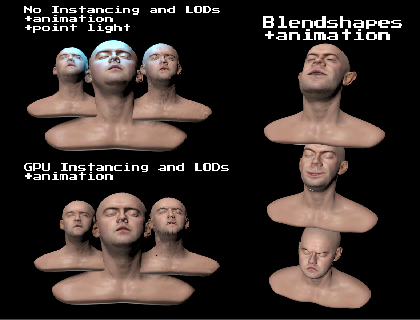 No Instancing and LODs
+animation
+point light
Blendshapes
+animation
GPU Instancing and LODs
+animation